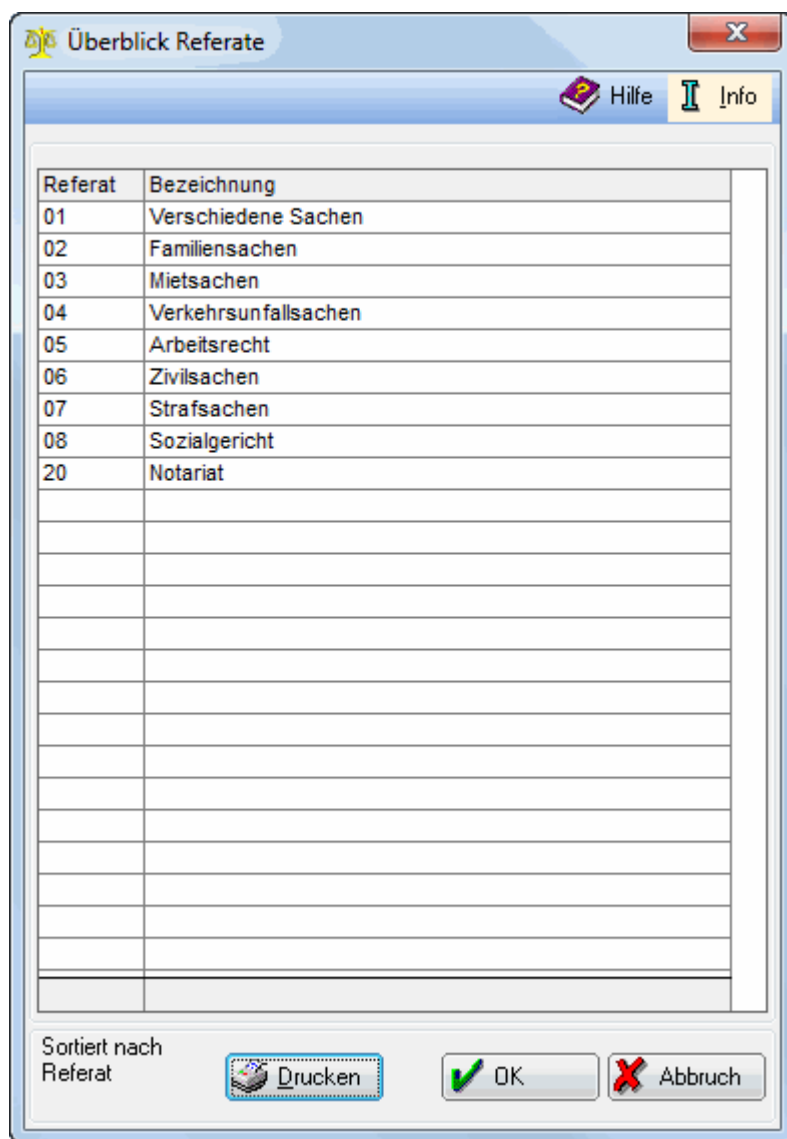 Überblick Referate
Hilfe Info
Referat Bezeichnung
01 Verschiedene Sachen
02 Familiensachen
03 Mietsachen
04 Verkehrsunfallsachen
05 Arbeitsrecht
06 Zivilsachen
07 Strafsachen
08 Sozialgericht
20 Notariat
Sortiert nach
Referat
Drucken OK Abbruch